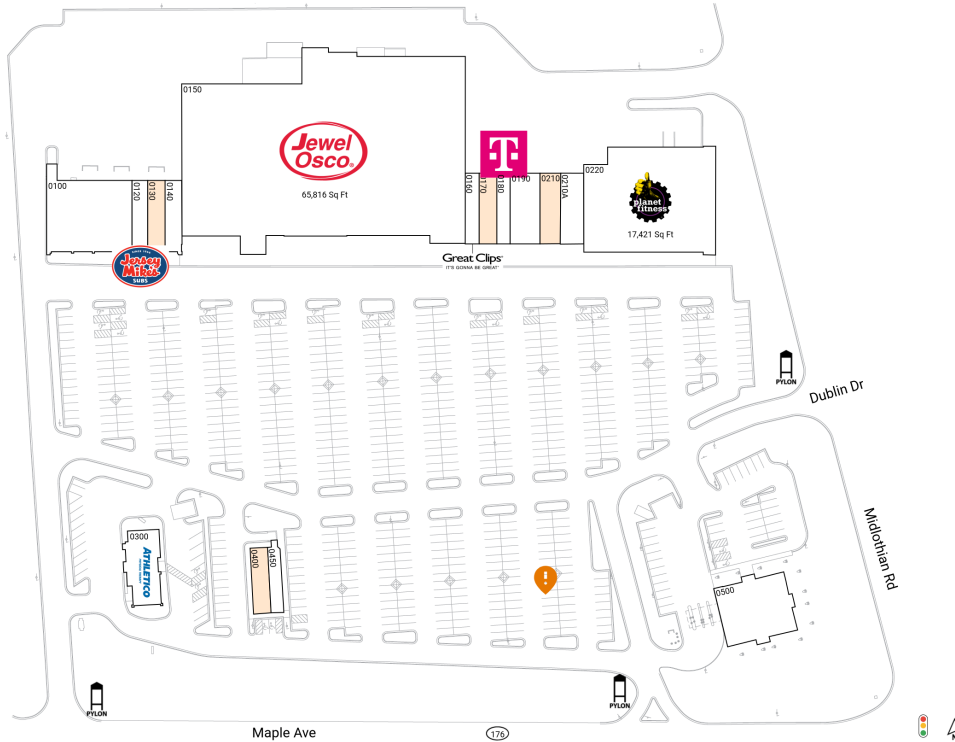 0150
Jewel
Osco®
65,816 Sq Ft
0100
0120
0130
0140
0160
0170
0180
0190
0210
0210A
0220
T
planet
fitness
17,421 Sq Ft
SINCE 1956
Jersey
Mike's
SUBS
Great Clips®
IT'S GONNA BE GREAT®
PYLON
Dublin Dr
Midlothian Rd
0300
ATHLETICO
0400
0450
0500
PYLON
PYLON
Maple Ave
176